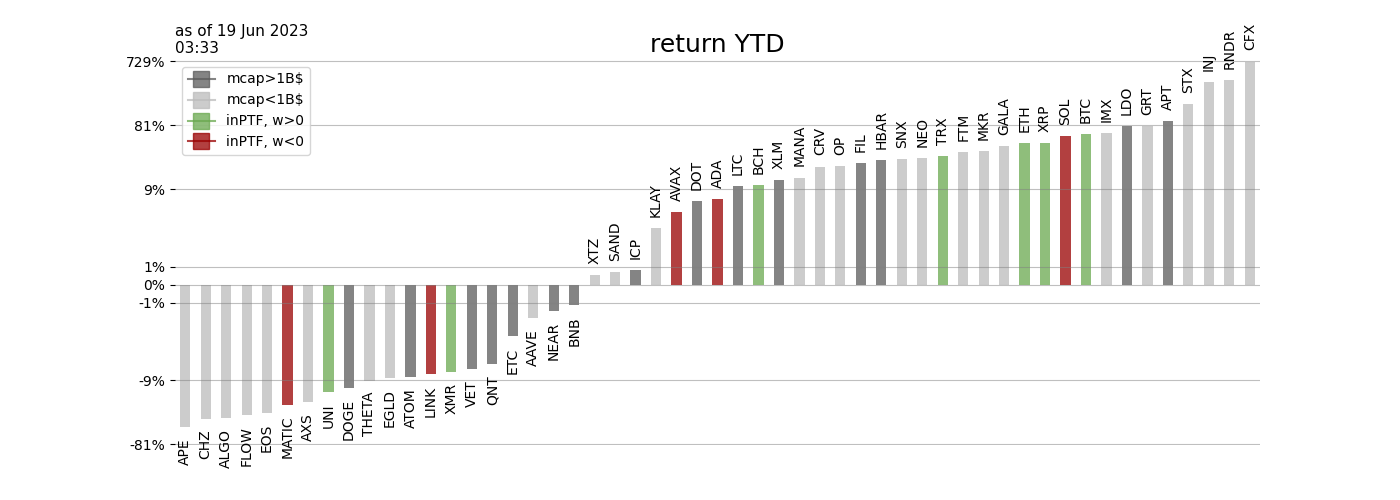 as of 19 Jun 2023
03:33
return YTD
729%
81%
9%
1%
0%
-1%
-9%
-81%
mcap>1B$
mcap<1B$
inPTF, w>0
inPTF, w<0
APE
CHZ
ALGO
FLOW
EOS
MATIC
AXS
UNI
DOGE
THETA
EGLD
ATOM
LINK
XMR
VET
QNT
ETC
AAVE
NEAR
BNB
XTZ
SAND
ICP
KLAY
AVAX
DOT
ADA
LTC
BCH
XLM
MANA
CRV
OP
FIL
HBAR
SNX
NEO
TRX
FTM
MKR
GALA
ETH
XRP
SOL
BTC
IMX
LDO
GRT
APT
STX
INJ
RNDR
CFX